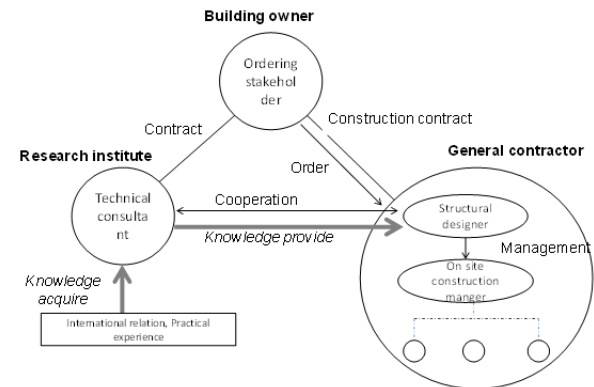 Building owner
Ordering
stakehol
der
Contract
Construction contract
Research institute
General contractor
Order
Technical
consulta
nt
Cooperation
Structural
designer
Knowledge provide
Management
Knowledge
acquire
On site
construction
manger
International relation, Practical
experience